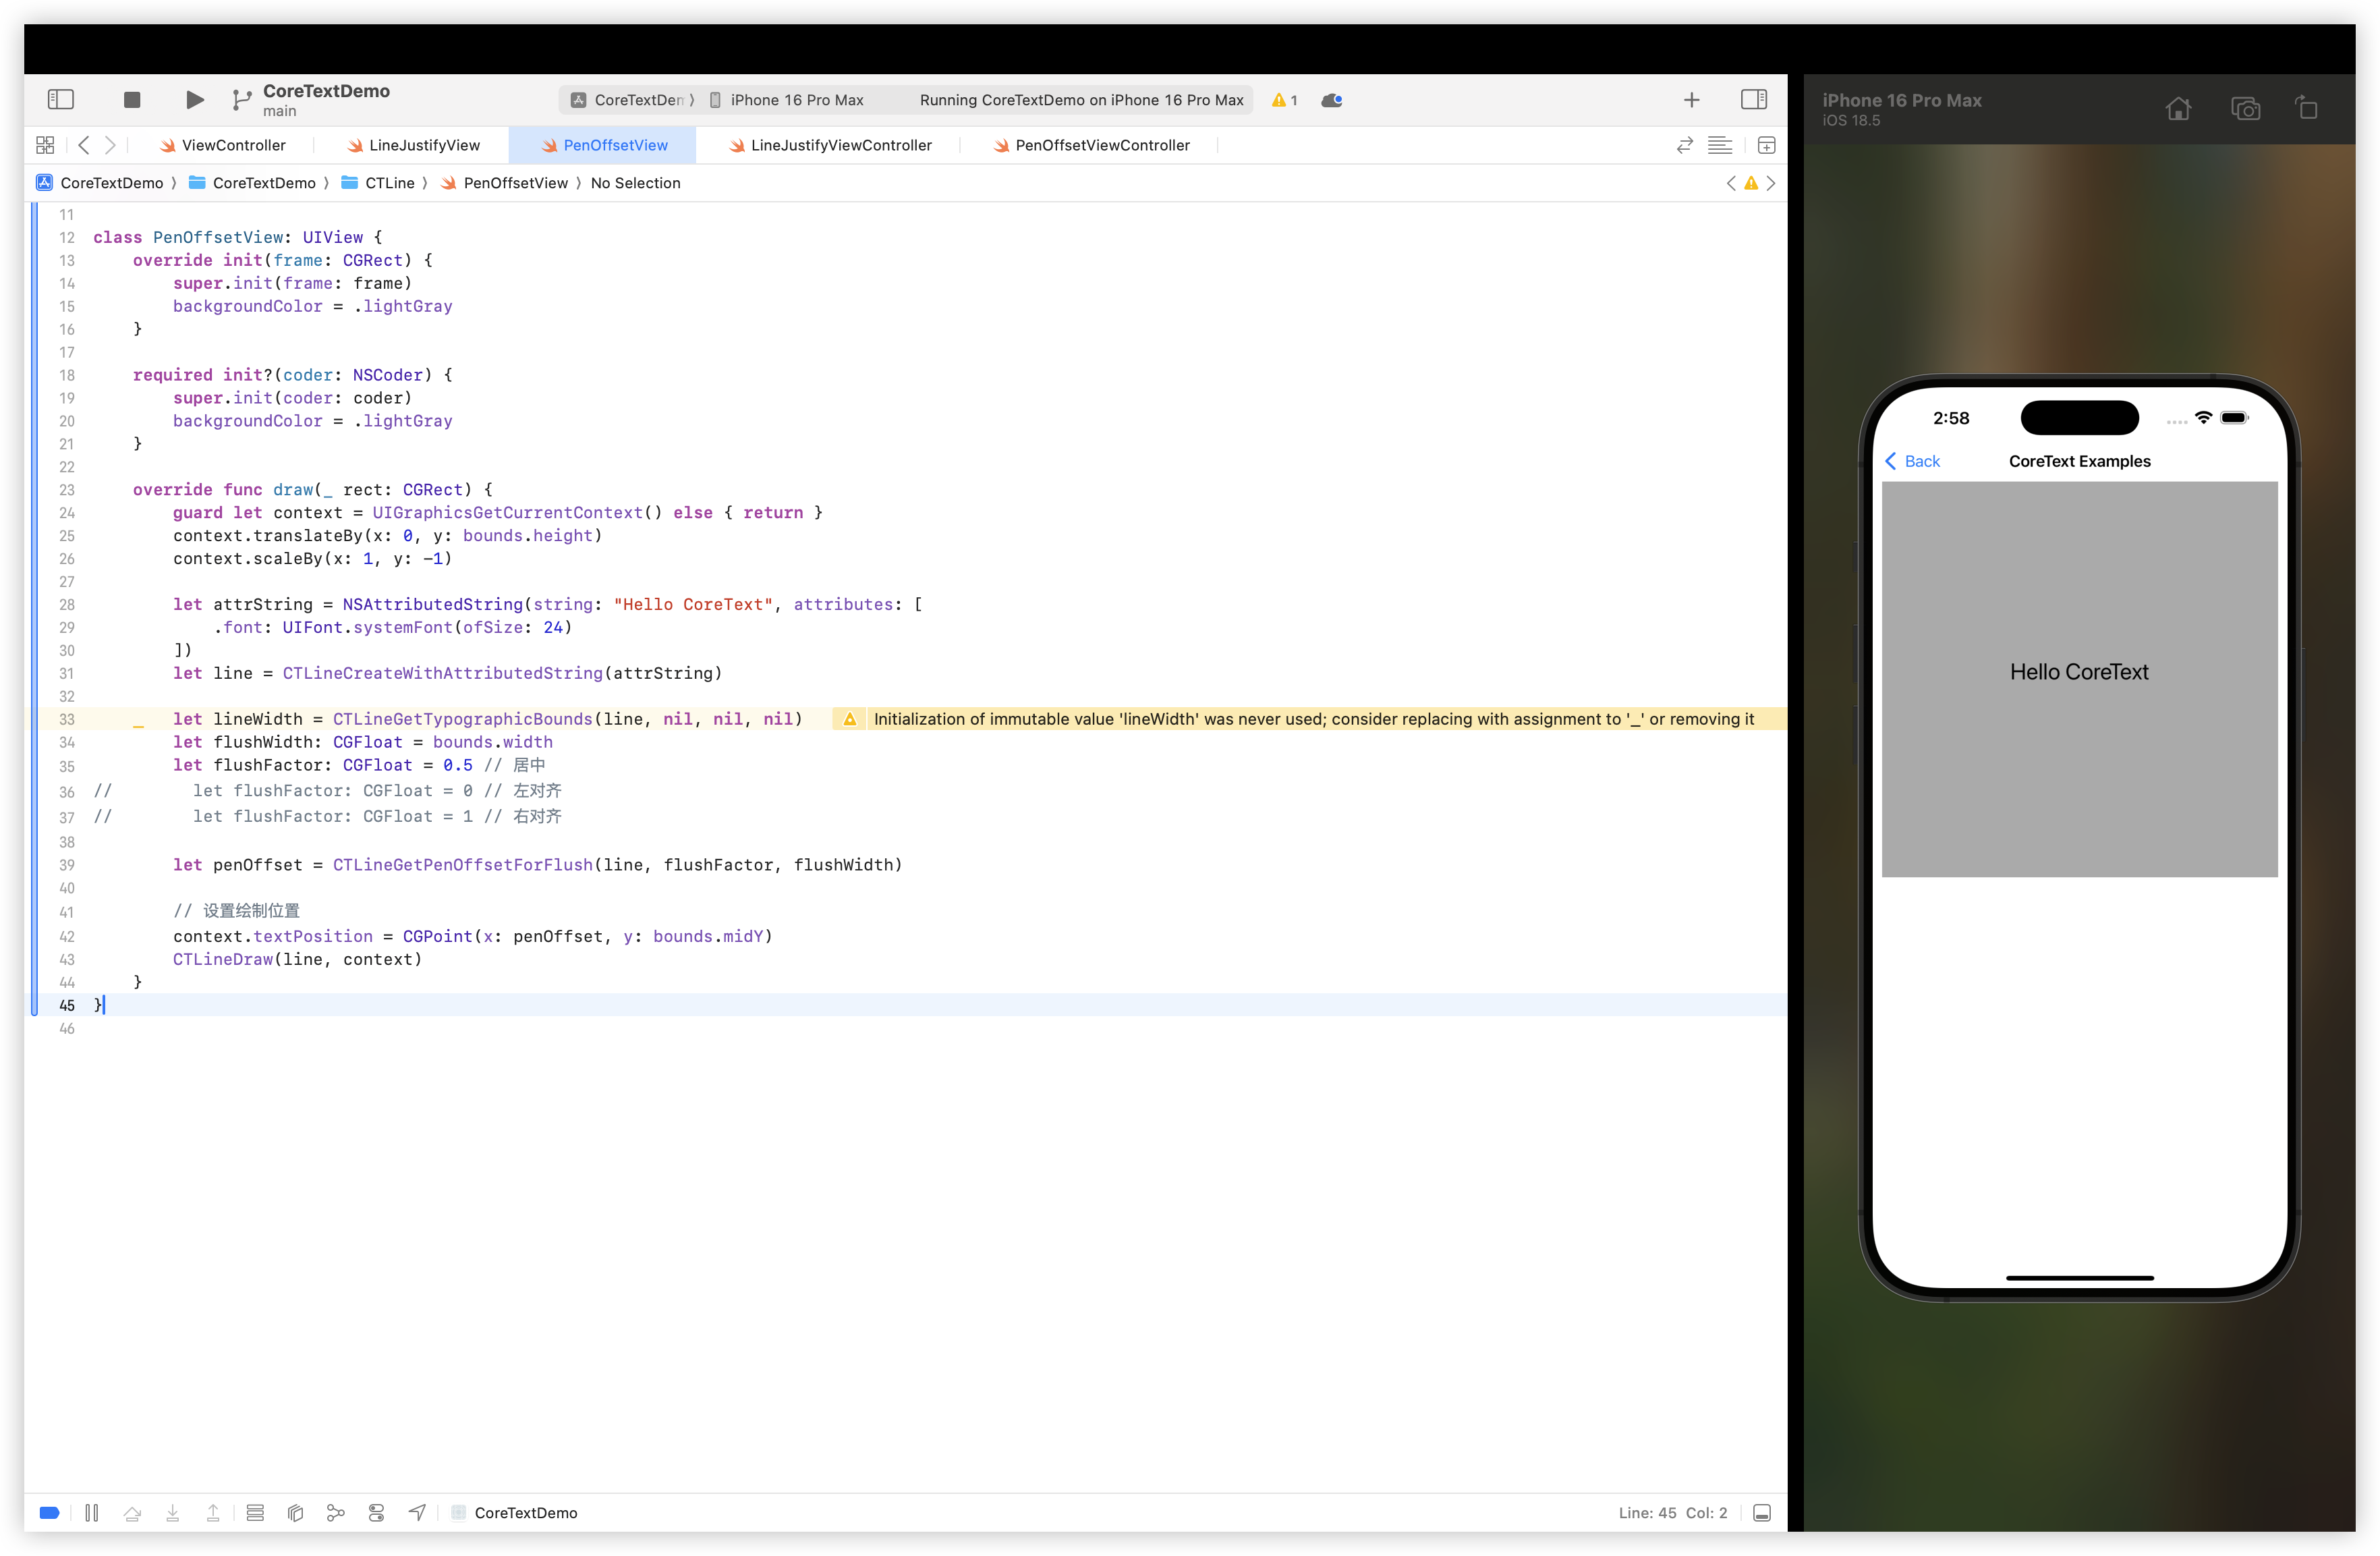 CoreTextDemo
main
CoreTextDen
iPhone 16 Pro Max
Running CoreTextDemo on iPhone 16 Pro Max
1
ViewController
LineJustifyView
PenOffsetView
LineJustifyViewController
PenOffsetViewController
CoreTextDemo 〉 CoreTextDemo 〉 CTLine 〉 PenOffsetView 〉 No Selection
11
12 class PenOffsetView: UIView {
13     override init(frame: CGRect) {
14         super.init(frame: frame)
15         backgroundColor = .lightGray
16     }
17
18     required init?(coder: NSCoder) {
19         super.init(coder: coder)
20         backgroundColor = .lightGray
21     }
22
23     override func draw(_ rect: CGRect) {
24         guard let context = UIGraphicsGetCurrentContext() else { return }
25         context.translateBy(x: 0, y: bounds.height)
26         context.scaleBy(x: 1, y: -1)
27
28         let attrString = NSAttributedString(string: "Hello CoreText", attributes: [
29             .font: UIFont.systemFont(ofSize: 24)
30         ])
31         let line = CTLineCreateWithAttributedString(attrString)
32
33     _   let lineWidth = CTLineGetTypographicBounds(line, nil, nil, nil) Initialization of immutable value 'lineWidth' was never used; consider replacing with assignment to '_' or removing it
34         let flushWidth: CGFloat = bounds.width
35         let flushFactor: CGFloat = 0.5 // 居中
36 //        let flushFactor: CGFloat = 0 // 左对齐
37 //        let flushFactor: CGFloat = 1 // 右对齐
38
39         let penOffset = CTLineGetPenOffsetForFlush(line, flushFactor, flushWidth)
40
41         // 设置绘制位置
42         context.textPosition = CGPoint(x: penOffset, y: bounds.midY)
43         CTLineDraw(line, context)
44     }
45 }
46
CoreTextDemo
Line: 45 Col: 2
iPhone 16 Pro Max
iOS 18.5
2:58
Back
CoreText Examples
Hello CoreText